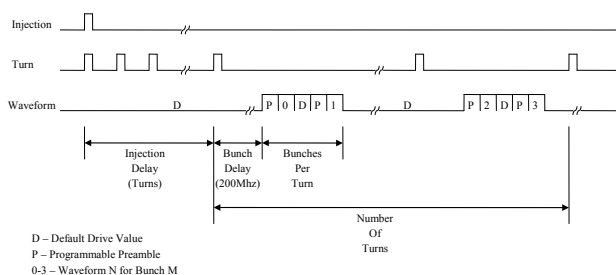 Injection
Turn
Waveform
D P 0 D P 1 D P 2 D P 3
Injection
Delay
(Turns)
Bunch
Delay
(200Mhz)
Bunches
Per
Turn
Number
Of
Turns
D – Default Drive Value
P – Programmable Preamble
0-3 – Waveform N for Bunch M